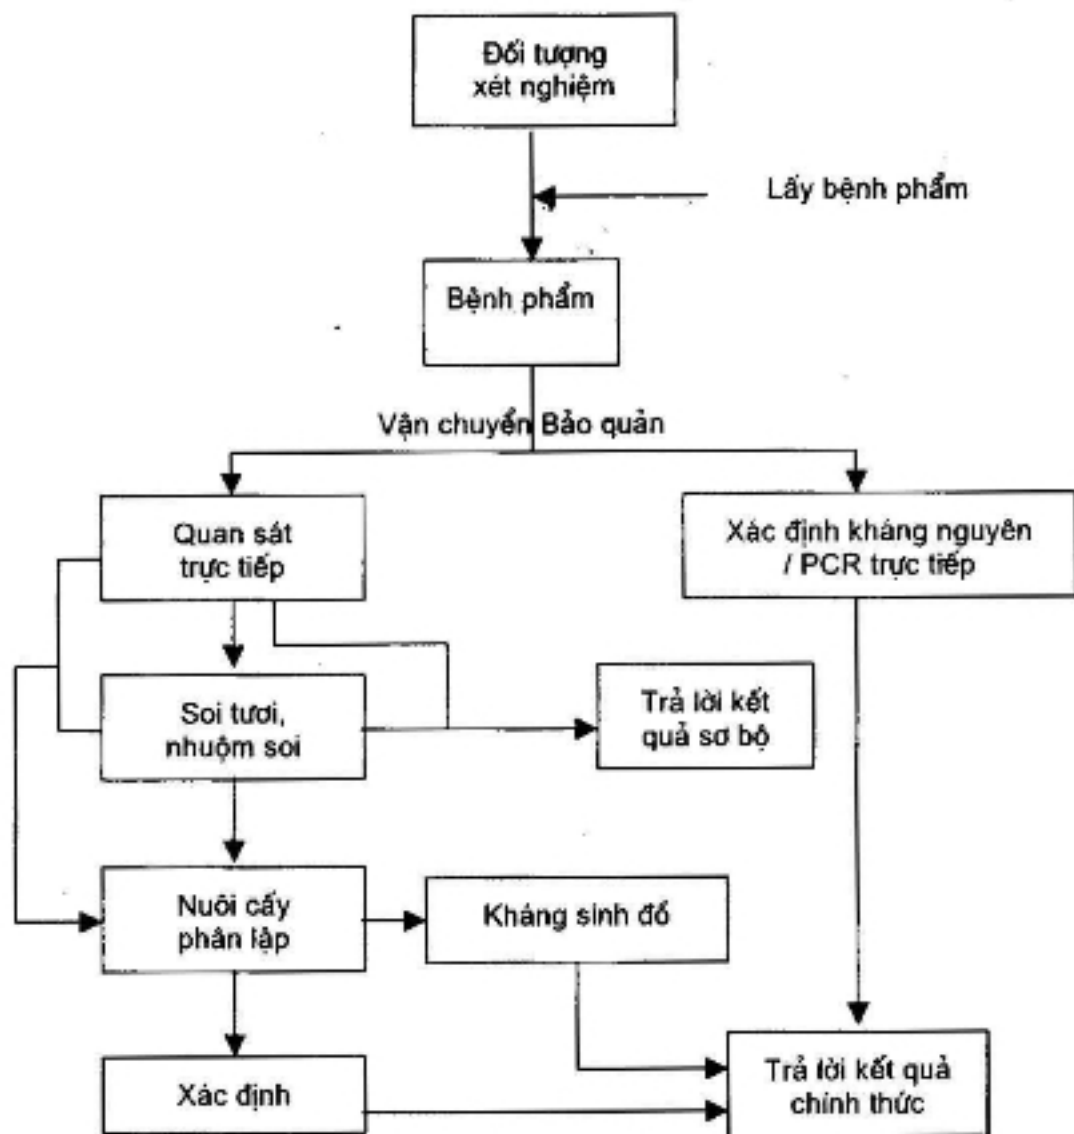 Đối tượng
xét nghiệm
Lấy bệnh phẩm
Bệnh phẩm
Vận chuyển Bảo quản
Quan sát
trực tiếp
Xác định kháng nguyên
/ PCR trực tiếp
Soi tươi,
nhuộm soi
Trả lời kết
quả sơ bộ
Nuôi cấy
phân lập
Kháng sinh đồ
Xác định
Trả lời kết quả
chính thức